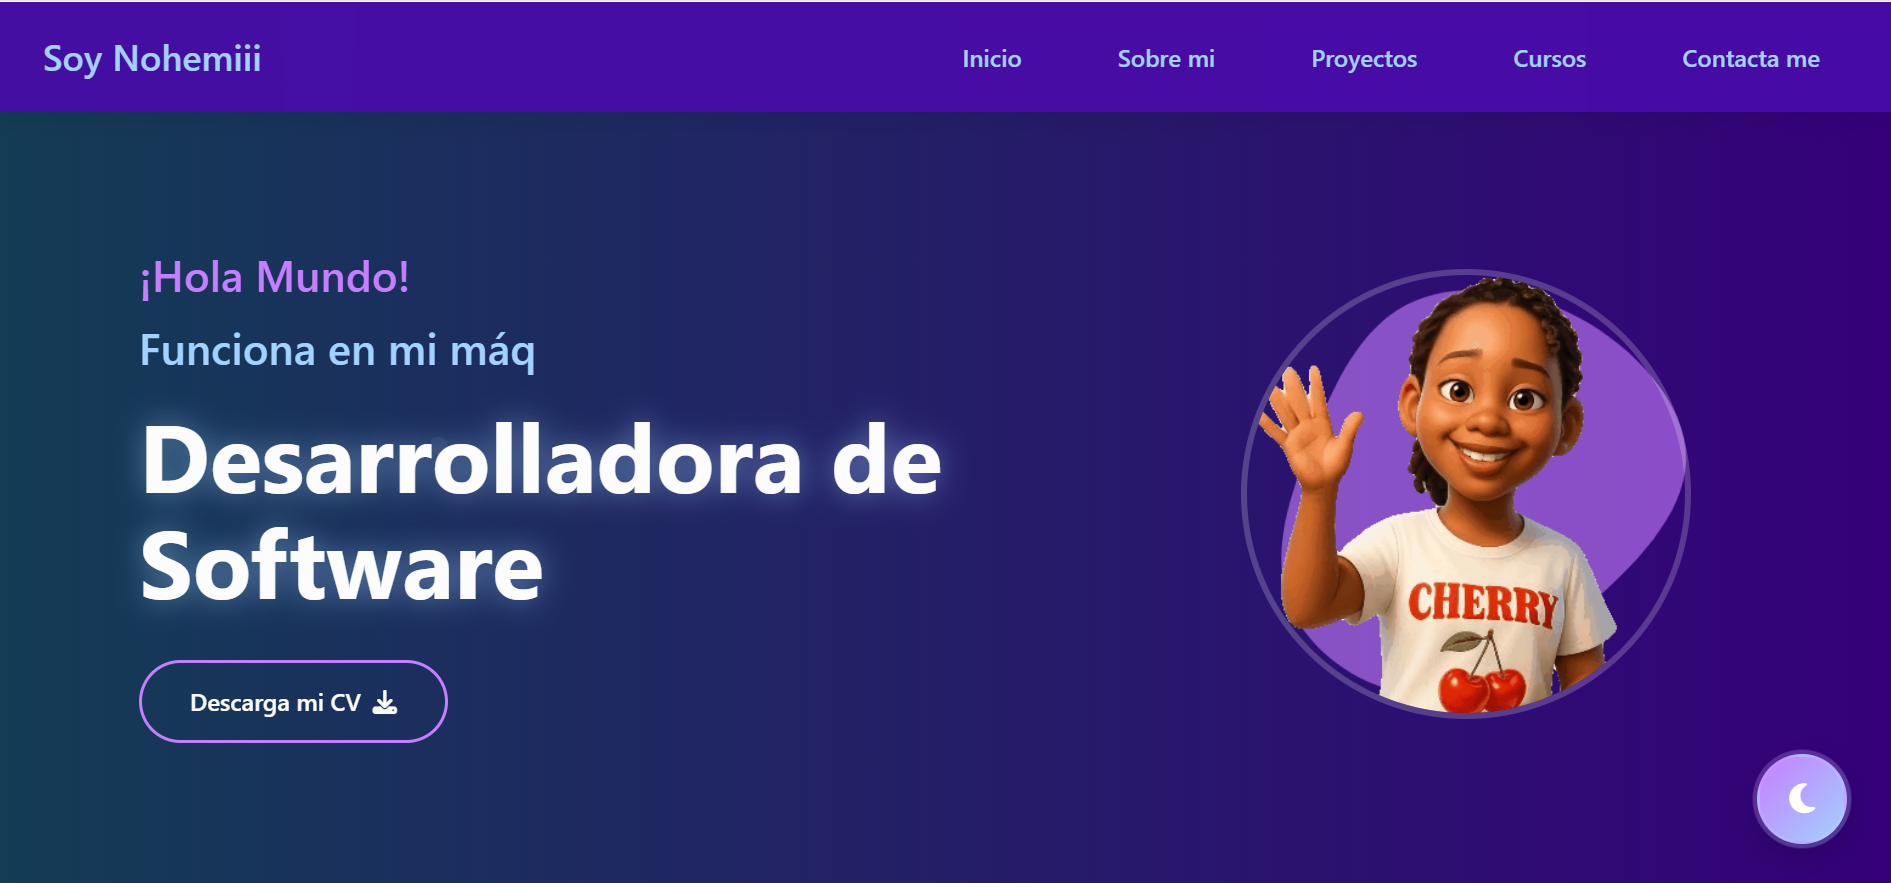 Soy Nohemiii
Inicio
Sobre mi
Proyectos
Cursos
Contacta me
¡Hola Mundo!
Funciona en mi máq
Desarrolladora de
Software
CHERRY
Descarga mi CV